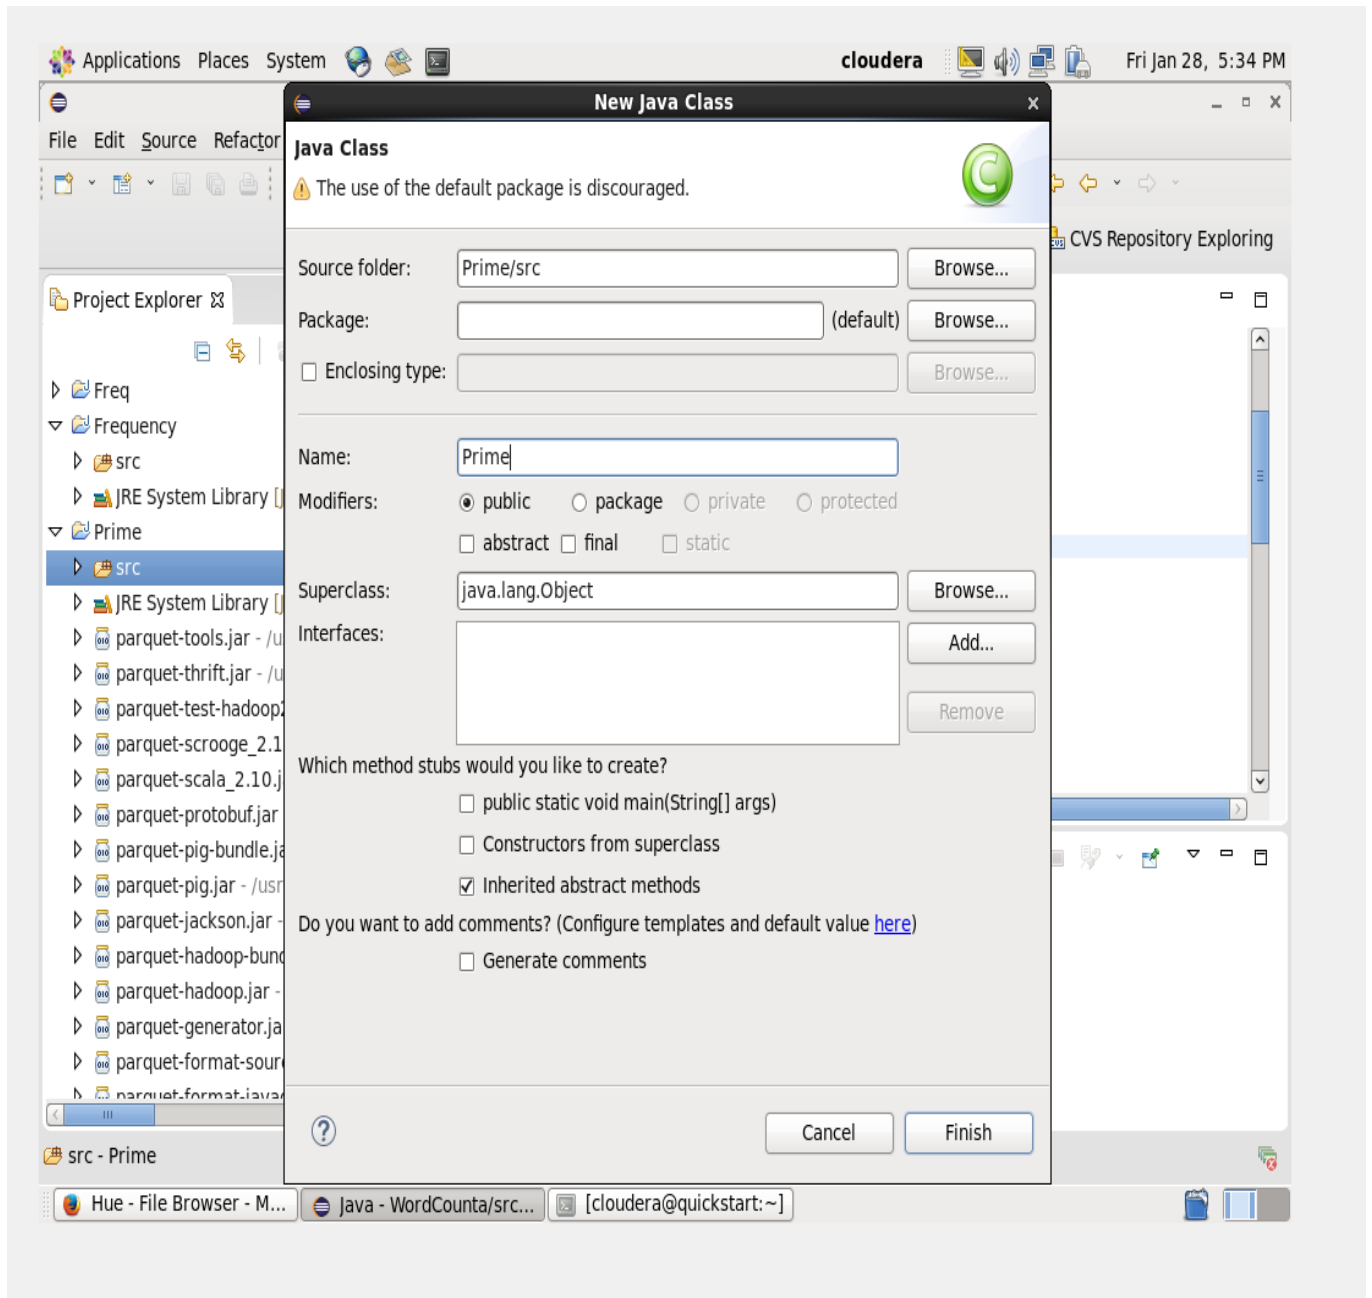 Applications Places System cloudera Fri Jan 28, 5:34 PM
New Java Class
File Edit Source Refactor
Java Class
The use of the default package is discouraged.
CVS Repository Exploring
Project Explorer
Source folder: Prime/src Browse...
Package: (default) Browse...
Enclosing type: Browse...
Freq
Frequency
src
JRE System Library [J
Prime
src
JRE System Library [J
parquet-tools.jar - /u
parquet-thrift.jar - /u
parquet-test-hadoop2
parquet-scrooge_2.1
parquet-scala_2.10.j
parquet-protobuf.jar
parquet-pig-bundle.ja
parquet-pig.jar - /usr
parquet-jackson.jar -
parquet-hadoop-bund
parquet-hadoop.jar -
parquet-generator.ja
parquet-format-sour
parquet-format-javad
Name: Prime
Modifiers: public package private protected
abstract final static
Superclass: java.lang.Object Browse...
Interfaces: Add...
Remove
Which method stubs would you like to create?
public static void main(String[] args)
Constructors from superclass
Inherited abstract methods
Do you want to add comments? (Configure templates and default value here)
Generate comments
Cancel Finish
src - Prime
Hue - File Browser - M... Java - WordCounta/src... [cloudera@quickstart:~]